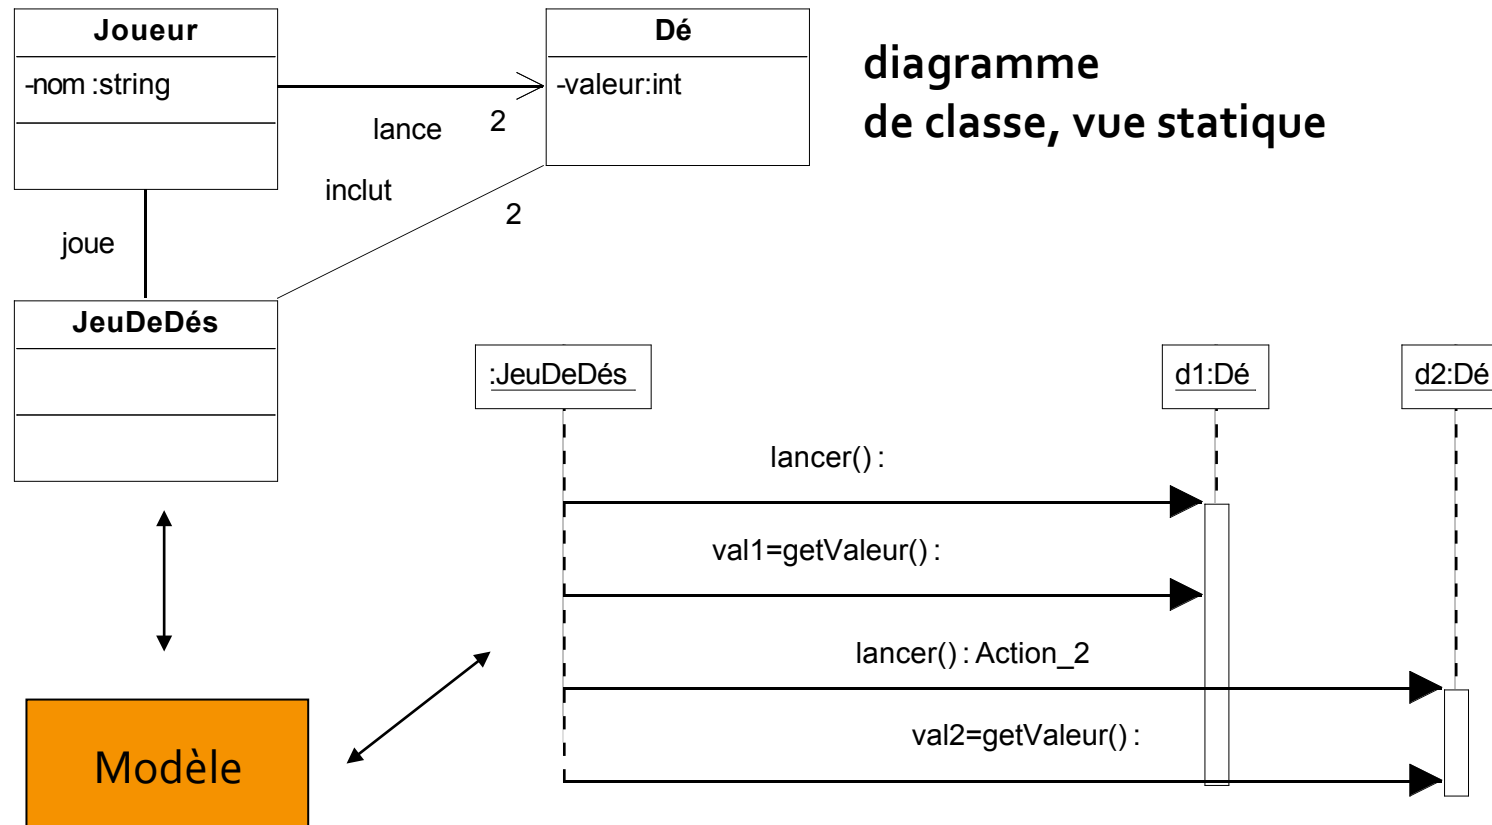 Joueur
-nom :string
Dé
-valeur:int
diagramme
de classe, vue statique
lance
2
inclut
2
joue
JeuDeDés
:JeuDeDés
d1:Dé
d2:Dé
lancer() :
val1=getValeur() :
lancer() : Action_2
val2=getValeur() :
Modèle